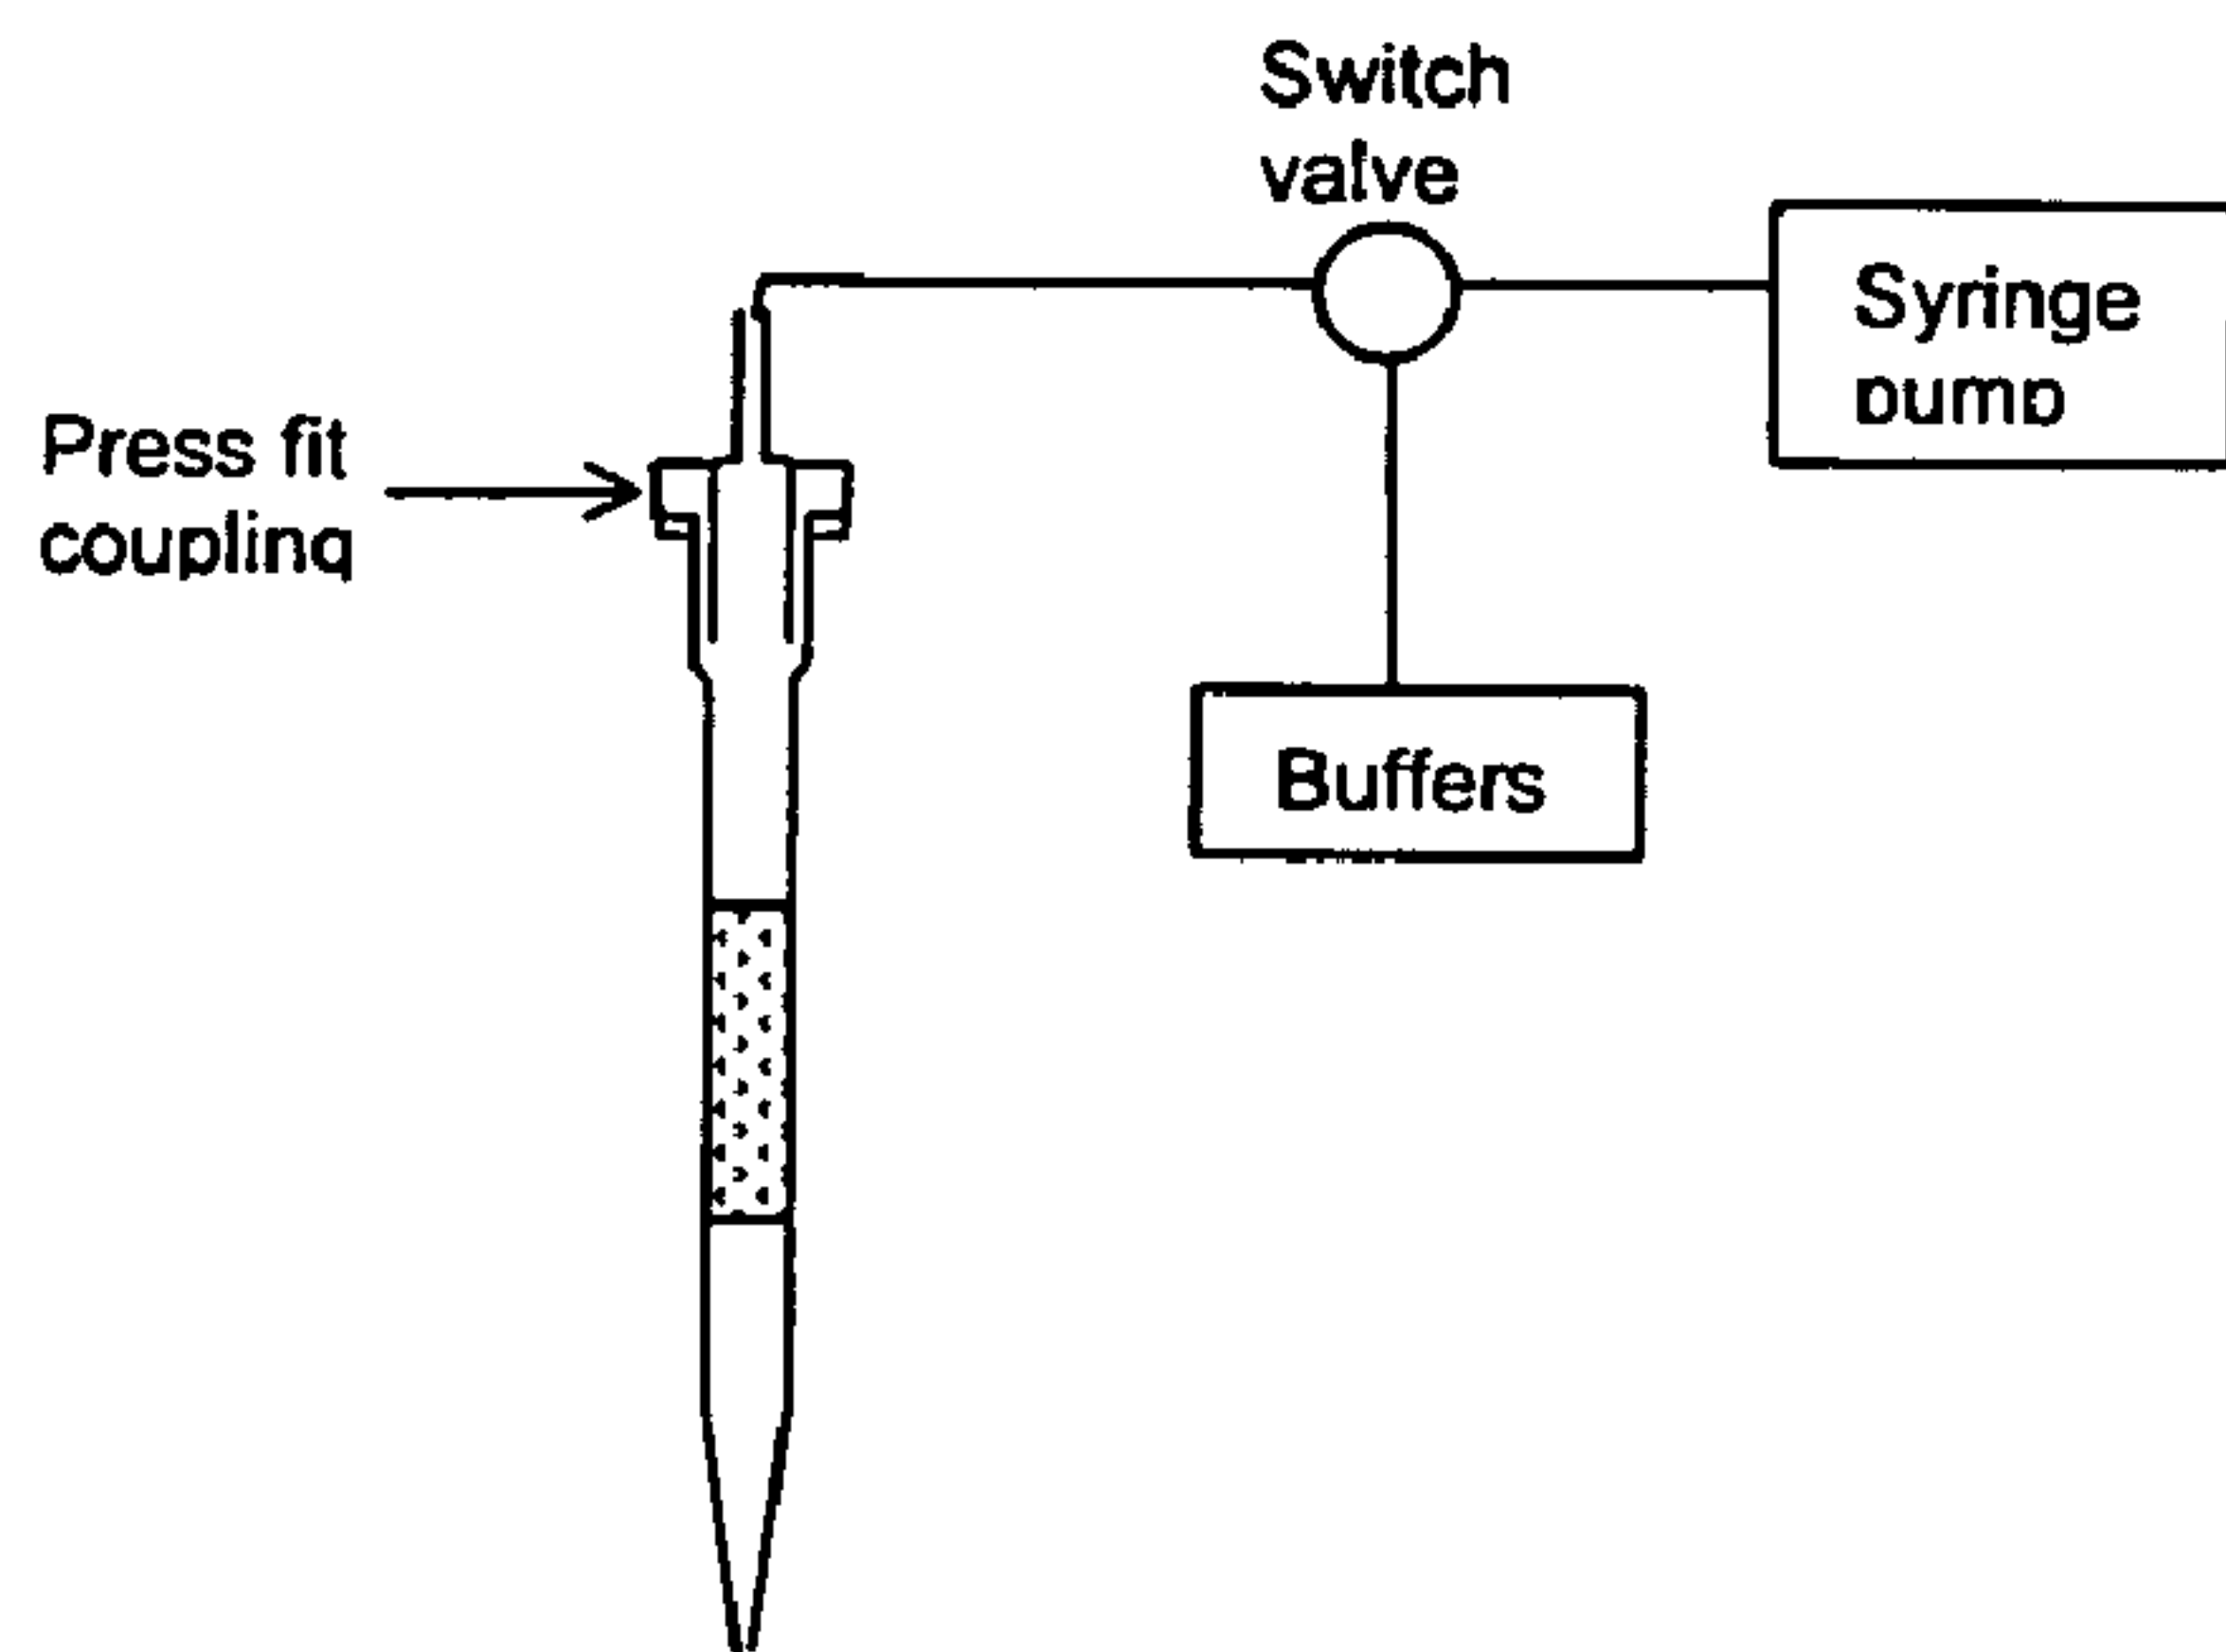 Switch
valve
Syringe
pump
Press fit
coupling
Buffers